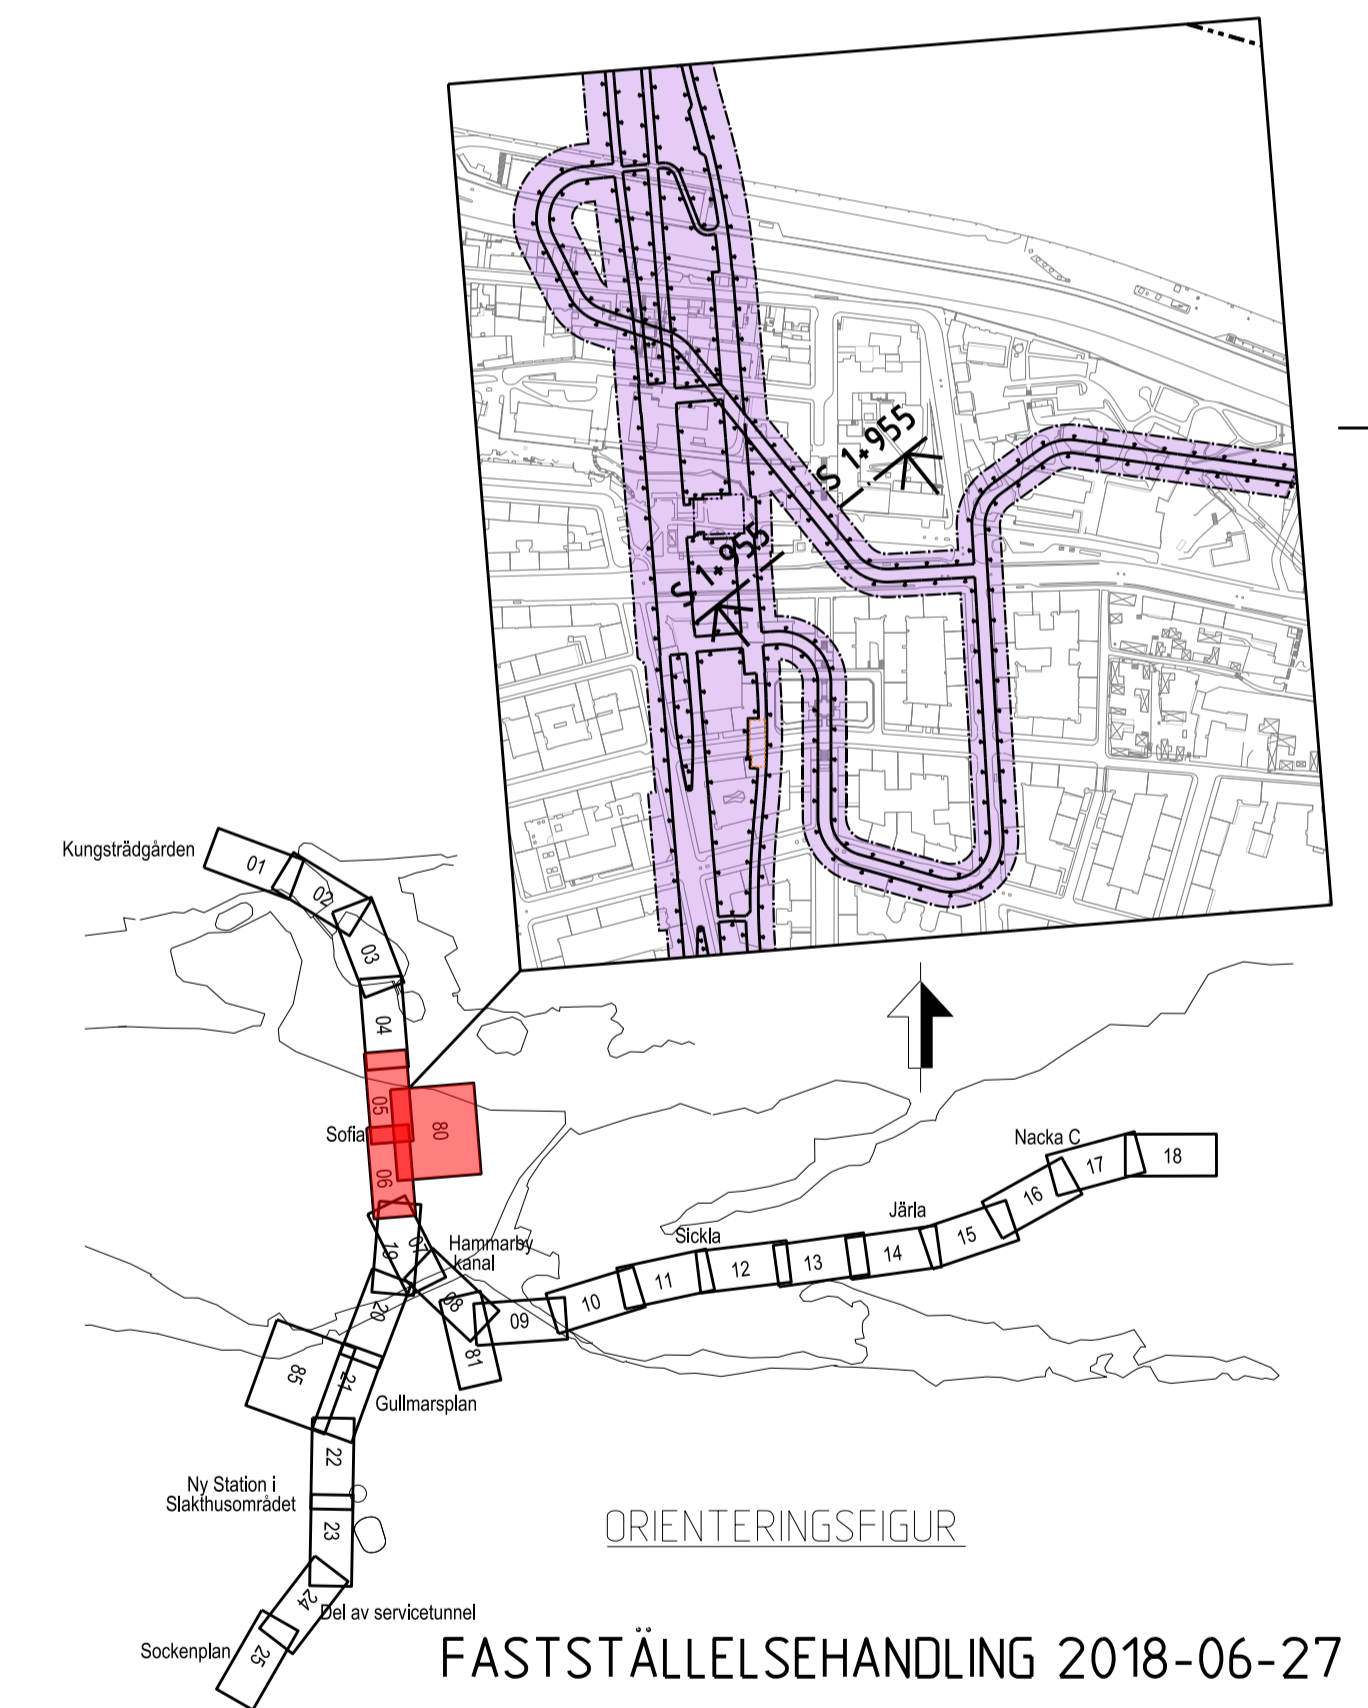 S 1+955
S 1+955
Kungsträdgården
01
02
03
04
05
Sofia
80
06
Nacka C
18
17
16
Järla
15
Sickla
14
13
12
11
10
09
Hammarby
kanal
07
19
08
20
81
85
21
Gullmarsplan
22
Ny Station i
Slakthusområdet
23
ORIENTERINGSFIGUR
24
Del av servicetunnel
Sockenplan
25
FASTSTÄLLELSEHANDLING 2018-06-27